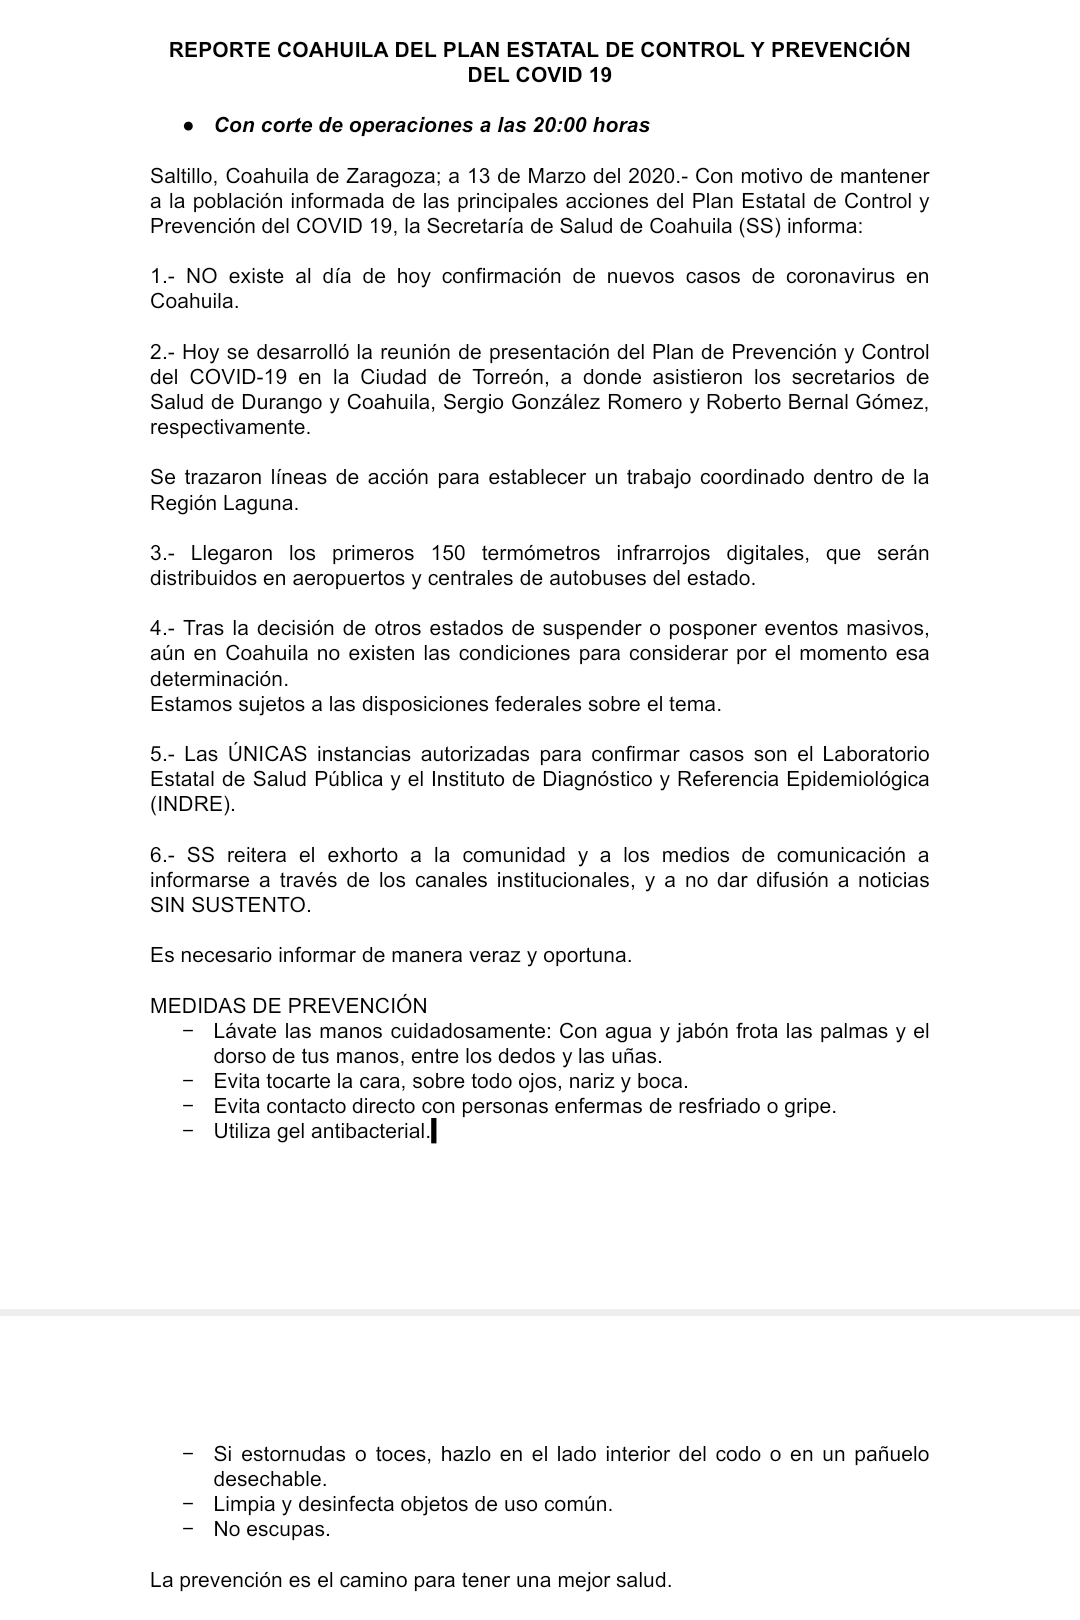 REPORTE COAHUILA DEL PLAN ESTATAL DE CONTROL Y PREVENCIÓN
DEL COVID 19
● Con corte de operaciones a las 20:00 horas
Saltillo, Coahuila de Zaragoza; a 13 de Marzo del 2020.- Con motivo de mantener
a la población informada de las principales acciones del Plan Estatal de Control y
Prevención del COVID 19, la Secretaría de Salud de Coahuila (SS) informa:
1.- NO existe al día de hoy confirmación de nuevos casos de coronavirus en
Coahuila.
2.- Hoy se desarrolló la reunión de presentación del Plan de Prevención y Control
del COVID-19 en la Ciudad de Torreón, a donde asistieron los secretarios de
Salud de Durango y Coahuila, Sergio González Romero y Roberto Bernal Gómez,
respectivamente.
Se trazaron líneas de acción para establecer un trabajo coordinado dentro de la
Región Laguna.
3.- Llegaron los primeros 150 termómetros infrarrojos digitales, que serán
distribuidos en aeropuertos y centrales de autobuses del estado.
4.- Tras la decisión de otros estados de suspender o posponer eventos masivos,
aún en Coahuila no existen las condiciones para considerar por el momento esa
determinación.
Estamos sujetos a las disposiciones federales sobre el tema.
5.- Las ÚNICAS instancias autorizadas para confirmar casos son el Laboratorio
Estatal de Salud Pública y el Instituto de Diagnóstico y Referencia Epidemiológica
(INDRE).
6.- SS reitera el exhorto a la comunidad y a los medios de comunicación a
informarse a través de los canales institucionales, y a no dar difusión a noticias
SIN SUSTENTO.
Es necesario informar de manera veraz y oportuna.
MEDIDAS DE PREVENCIÓN
− Lávate las manos cuidadosamente: Con agua y jabón frota las palmas y el
dorso de tus manos, entre los dedos y las uñas.
− Evita tocarte la cara, sobre todo ojos, nariz y boca.
− Evita contacto directo con personas enfermas de resfriado o gripe.
− Utiliza gel antibacterial.
− Si estornudas o toces, hazlo en el lado interior del codo o en un pañuelo
desechable.
− Limpia y desinfecta objetos de uso común.
− No escupas.
La prevención es el camino para tener una mejor salud.